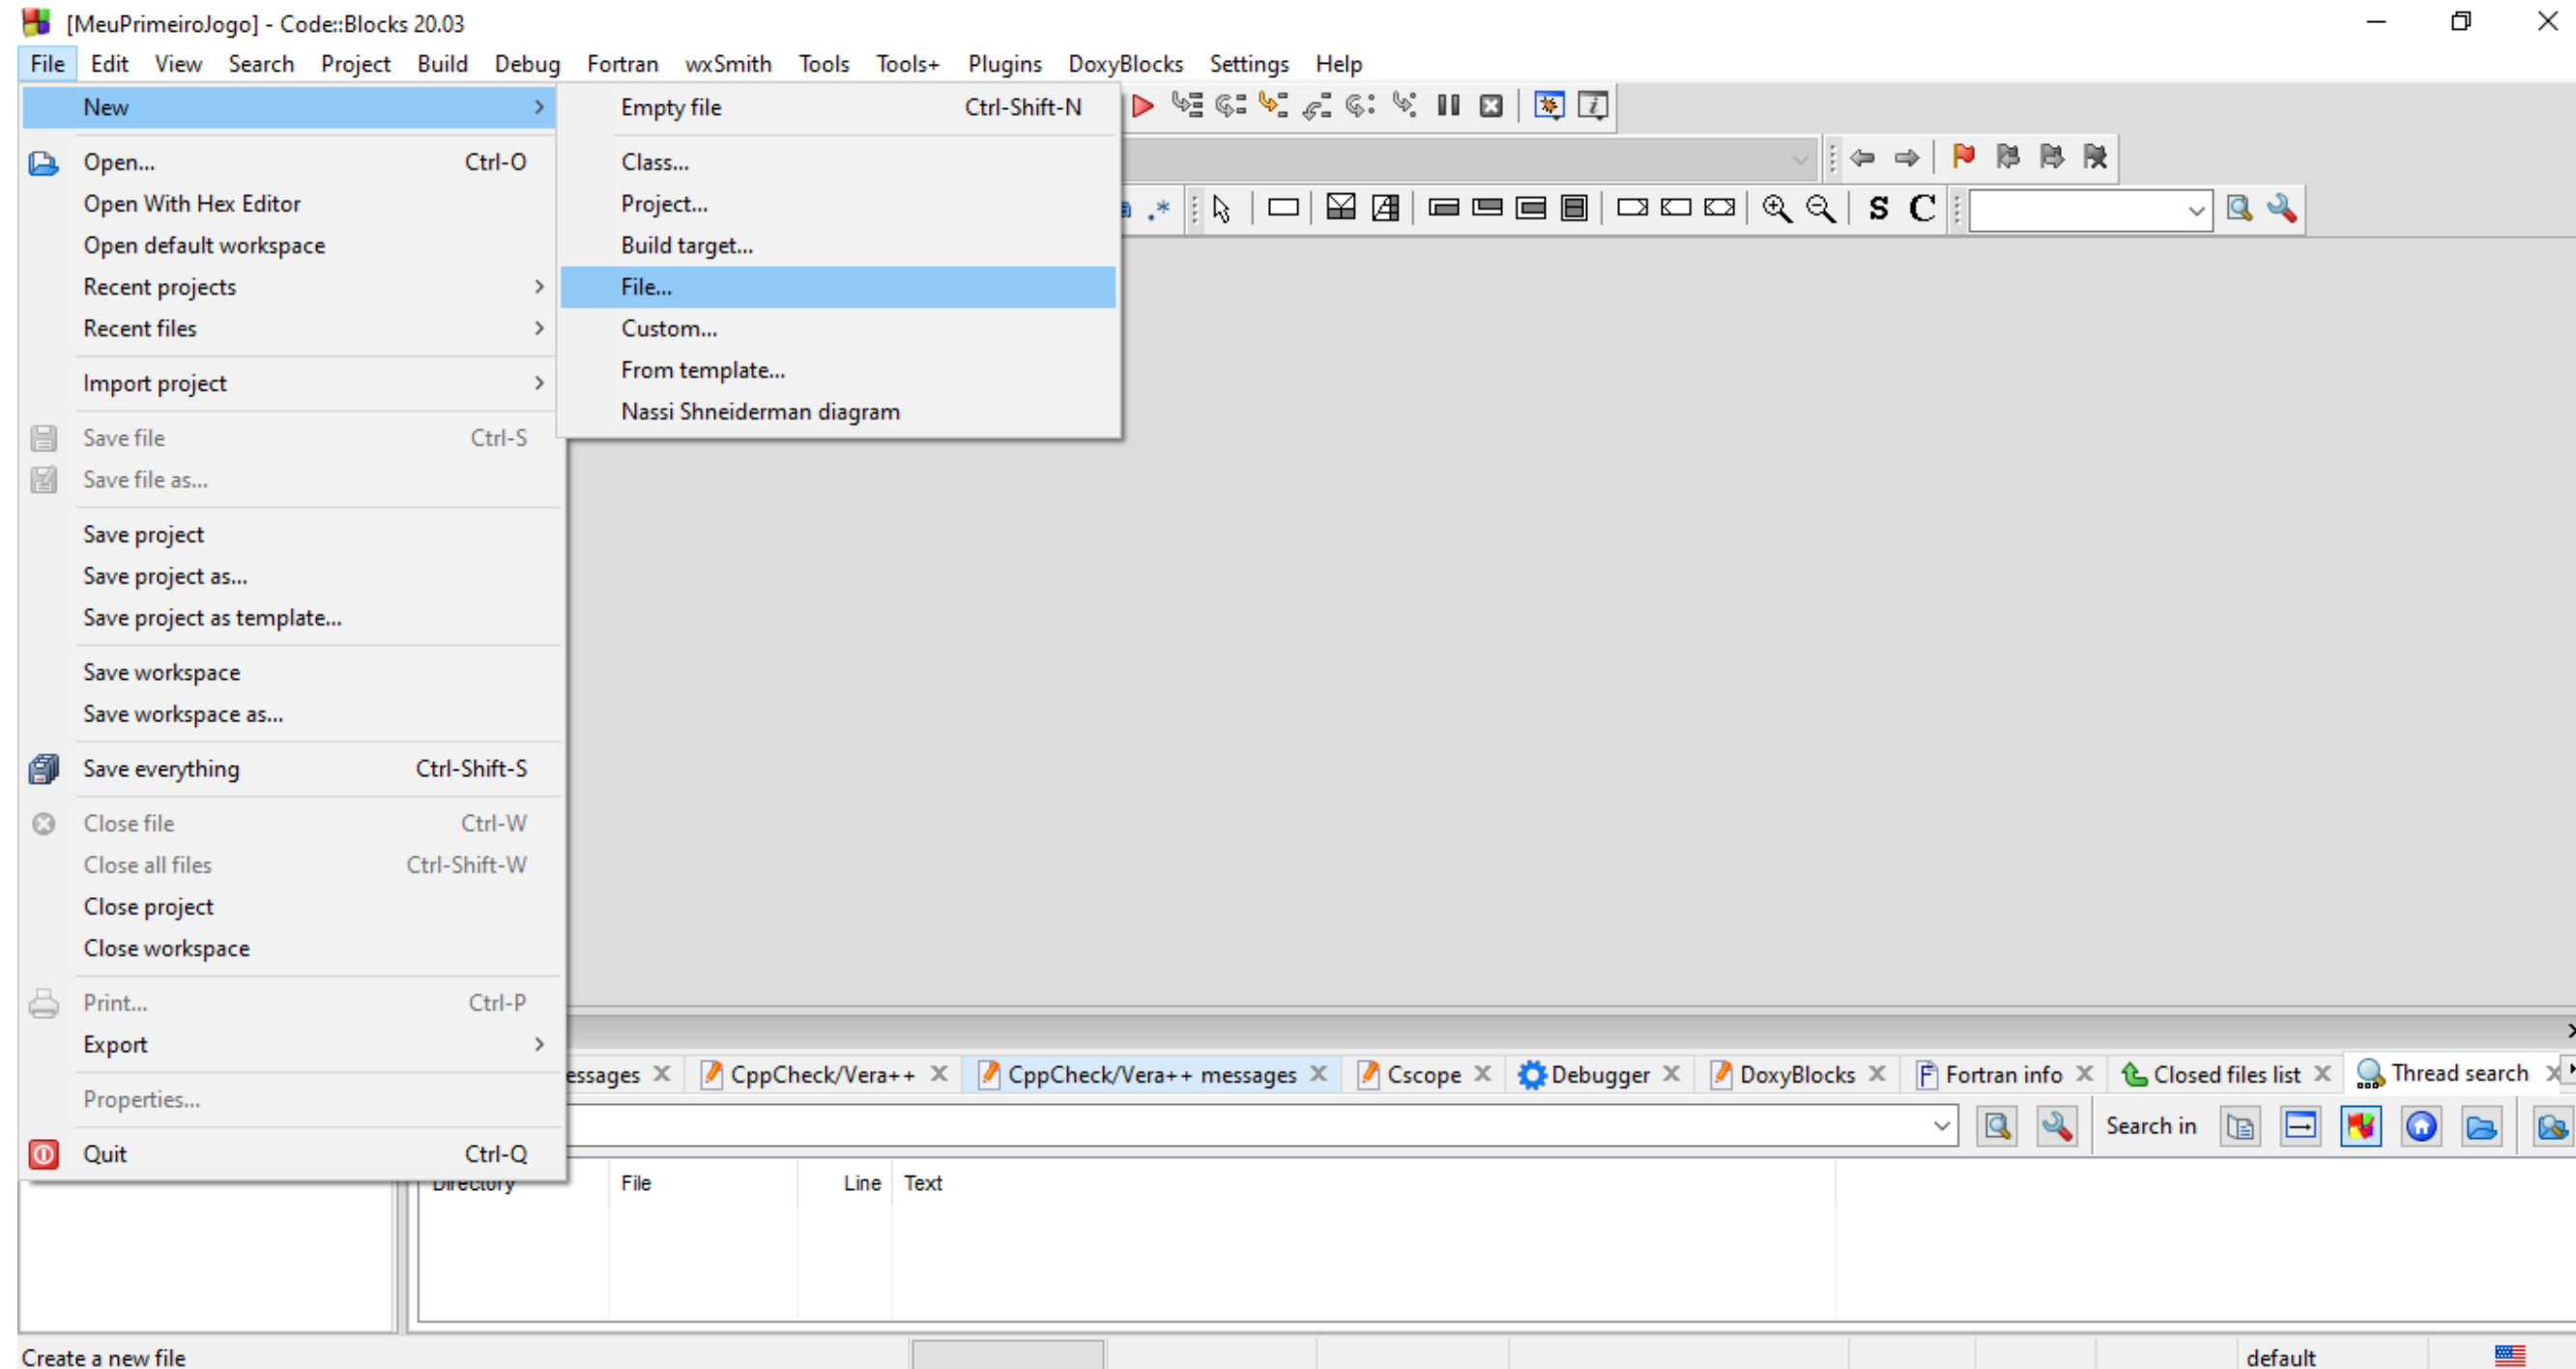 [MeuPrimeiroJogo] - Code::Blocks 20.03
File Edit View Search Project Build Debug Fortran wxSmith Tools Tools+ Plugins DoxyBlocks Settings Help
New
Open... Ctrl-O
Open With Hex Editor
Open default workspace
Recent projects
Recent files
Import project
Save file Ctrl-S
Save file as...
Save project
Save project as...
Save project as template...
Save workspace
Save workspace as...
Save everything Ctrl-Shift-S
Close file Ctrl-W
Close all files Ctrl-Shift-W
Close project
Close workspace
Print... Ctrl-P
Export
Properties...
Quit Ctrl-Q
Empty file Ctrl-Shift-N
Class...
Project...
Build target...
File...
Custom...
From template...
Nassi Shneiderman diagram
.* S C
essages CppCheck/Vera++ CppCheck/Vera++ messages Cscope Debugger DoxyBlocks Fortran info Closed files list Thread search
Search in
Directory File Line Text
Create a new file default